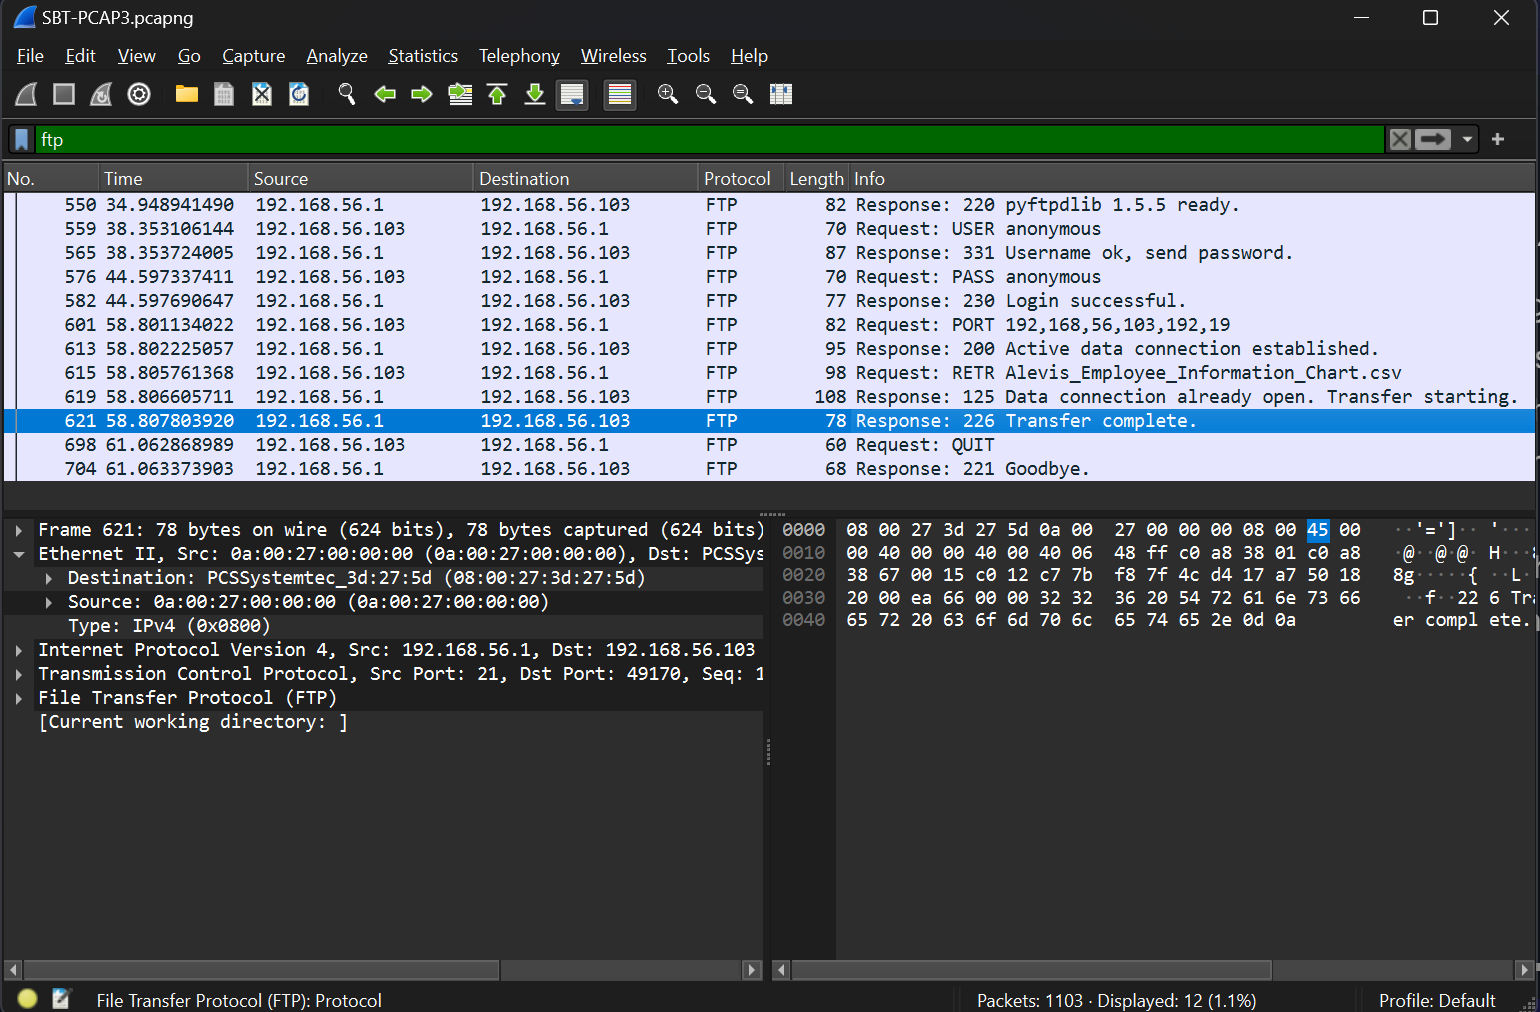 SBT-PCAP3.pcapng
File Edit View Go Capture Analyze Statistics Telephony Wireless Tools Help
ftp
No. Time Source Destination Protocol Length Info
550 34.948941490 192.168.56.1 192.168.56.103 FTP 82 Response: 220 pyftpdlib 1.5.5 ready.
559 38.353106144 192.168.56.103 192.168.56.1 FTP 70 Request: USER anonymous
565 38.353724005 192.168.56.1 192.168.56.103 FTP 87 Response: 331 Username ok, send password.
576 44.597337411 192.168.56.103 192.168.56.1 FTP 70 Request: PASS anonymous
582 44.597690647 192.168.56.1 192.168.56.103 FTP 77 Response: 230 Login successful.
601 58.801134022 192.168.56.103 192.168.56.1 FTP 82 Request: PORT 192,168,56,103,192,19
613 58.802225057 192.168.56.1 192.168.56.103 FTP 95 Response: 200 Active data connection established.
615 58.805761368 192.168.56.103 192.168.56.1 FTP 98 Request: RETR Alevis_Employee_Information_Chart.csv
619 58.806605711 192.168.56.1 192.168.56.103 FTP 108 Response: 125 Data connection already open. Transfer starting.
621 58.807803920 192.168.56.1 192.168.56.103 FTP 78 Response: 226 Transfer complete.
698 61.062868989 192.168.56.103 192.168.56.1 FTP 60 Request: QUIT
704 61.063373903 192.168.56.1 192.168.56.103 FTP 68 Response: 221 Goodbye.
Frame 621: 78 bytes on wire (624 bits), 78 bytes captured (624 bits)
Ethernet II, Src: 0a:00:27:00:00:00 (0a:00:27:00:00:00), Dst: PCSSys
Destination: PCSSystemtec_3d:27:5d (08:00:27:3d:27:5d)
Source: 0a:00:27:00:00:00 (0a:00:27:00:00:00)
Type: IPv4 (0x0800)
Internet Protocol Version 4, Src: 192.168.56.1, Dst: 192.168.56.103
Transmission Control Protocol, Src Port: 21, Dst Port: 49170, Seq: 1
File Transfer Protocol (FTP)
[Current working directory: ]
0000 08 00 27 3d 27 5d 0a 00 27 00 00 00 08 00 45 00 ··'=']·· '····
0010 00 40 00 00 40 00 40 06 48 ff c0 a8 38 01 c0 a8 ·@··@·@· H···8
0020 38 67 00 15 c0 12 c7 7b f8 7f 4c d4 17 a7 50 18 8g·····{ ··L·
0030 20 00 ea 66 00 00 32 32 36 20 54 72 61 6e 73 66 ··f··22 6 Tra
0040 65 72 20 63 6f 6d 70 6c 65 74 65 2e 0d 0a er compl ete.
File Transfer Protocol (FTP): Protocol
Packets: 1103 · Displayed: 12 (1.1%)
Profile: Default